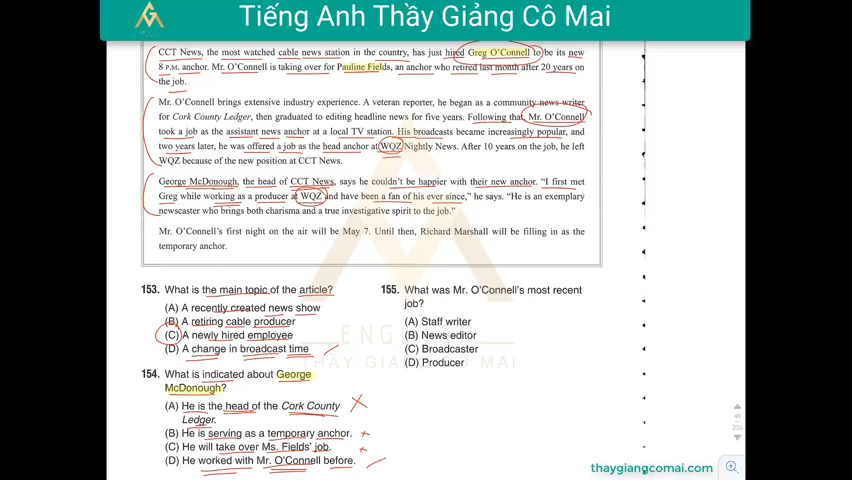 Tiếng Anh Thầy Giảng Cô Mai
CCT News, the most watched cable news station in the country, has just hired Greg O'Connell to be its new
8 P.M. anchor. Mr. O'Connell is taking over for Pauline Fields, an anchor who retired last month after 20 years on
the job.
Mr. O'Connell brings extensive industry experience. A veteran reporter, he began as a community news writer
for Cork County Ledger, then graduated to editing headline news for five years. Following that, Mr. O'Connell
took a job as the assistant news anchor at a local TV station. His broadcasts became increasingly popular, and
two years later, he was offered a job as the head anchor at WQZ Nightly News. After 10 years on the job, he left
WQZ because of the new position at CCT News.
George McDonough, the head of CCT News, says he couldn't be happier with their new anchor. "I first met
Greg while working as a producer at WQZ and have been a fan of his ever since," he says. "He is an exemplary
newscaster who brings both charisma and a true investigative spirit to the job."
Mr. O'Connell's first night on the air will be May 7. Until then, Richard Marshall will be filling in as the
temporary anchor.
153. What is the main topic of the article?
(A) A recently created news show
(B) A retiring cable producer
(C) A newly hired employee
(D) A change in broadcast time
154. What is indicated about George
McDonough?
(A) He is the head of the Cork County
Ledger.
(B) He is serving as a temporary anchor.
(C) He will take over Ms. Fields' job.
(D) He worked with Mr. O'Connell before.
155. What was Mr. O'Connell's most recent
job?
(A) Staff writer
(B) News editor
(C) Broadcaster
(D) Producer
THẦY GIẢNG CÔ MAI
thaygiangcomai.com